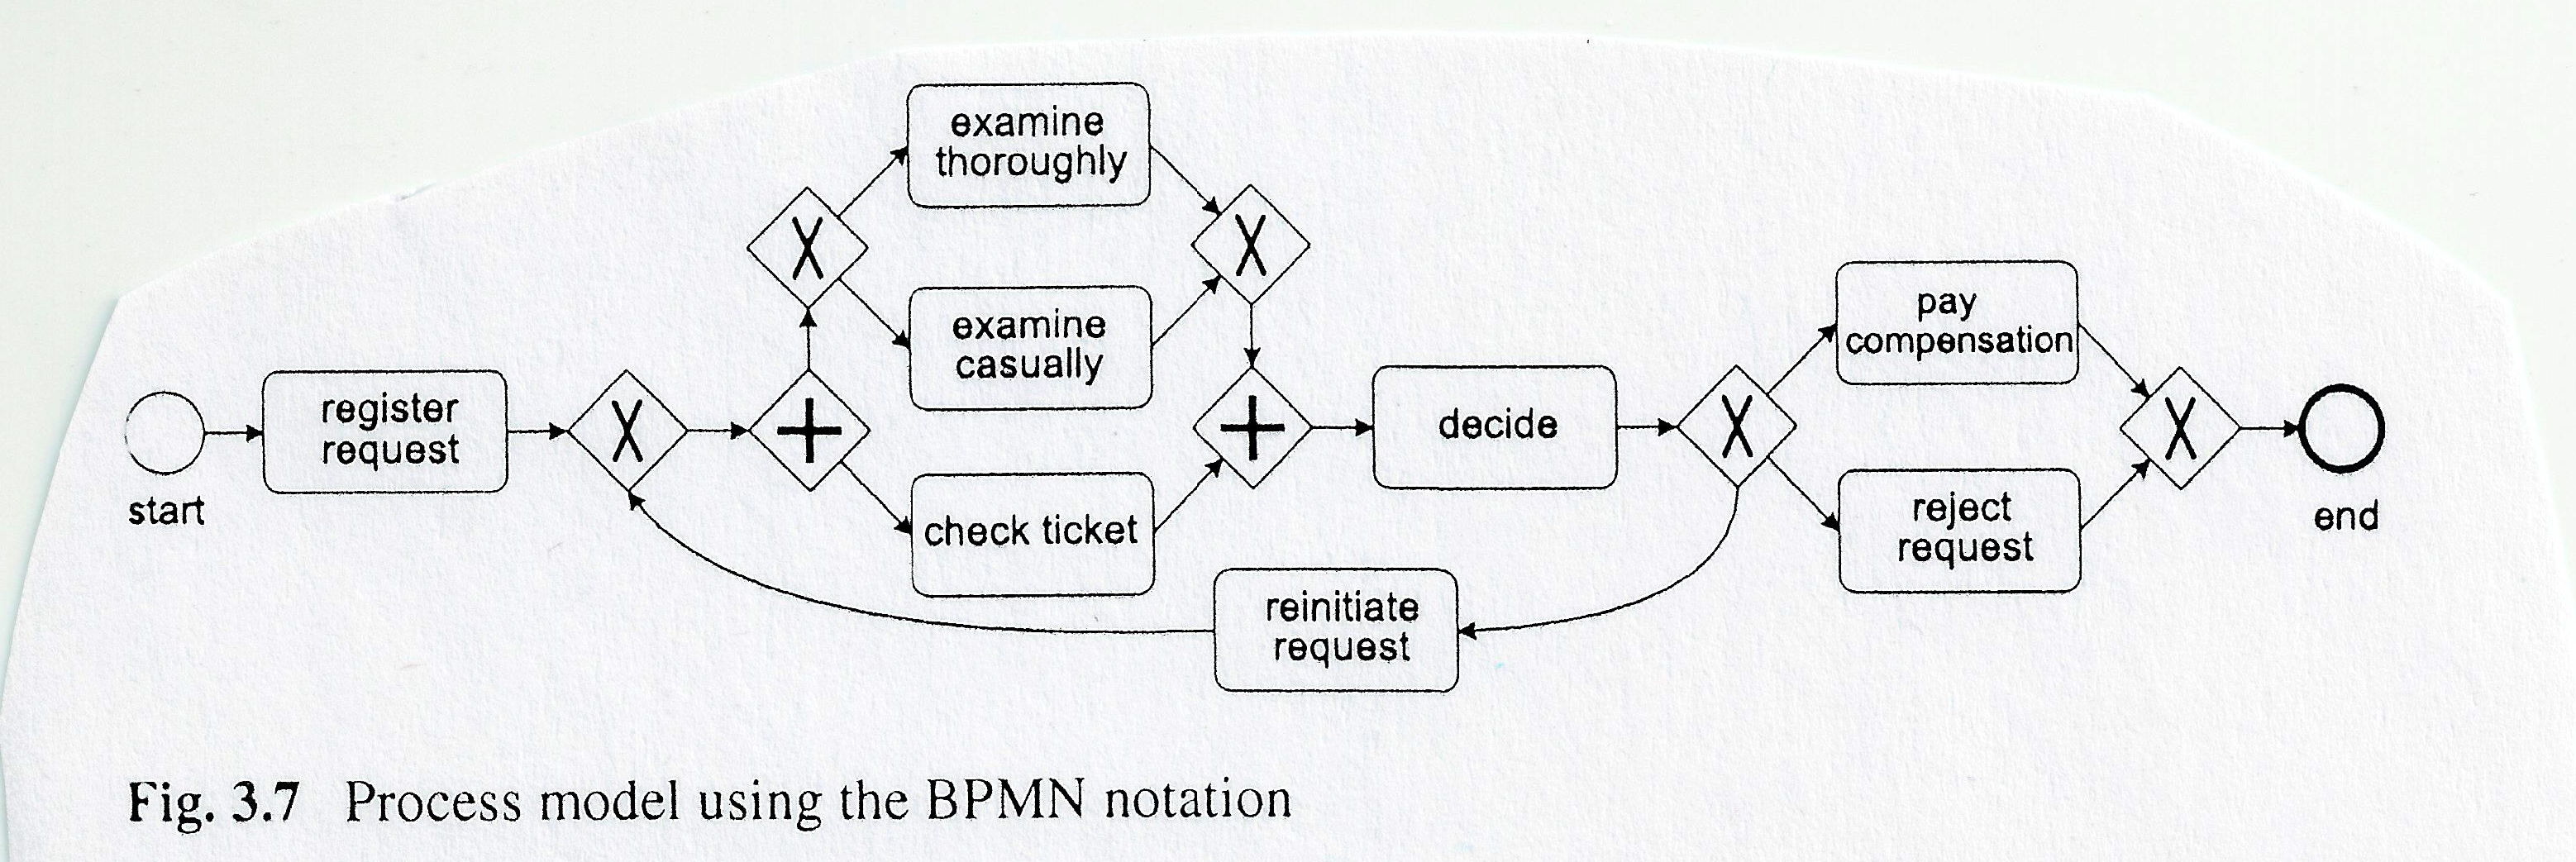 examine
thoroughly
examine
casually
pay
compensation
register
request
decide
start
check ticket
reject
request
end
reinitiate
request
Fig. 3.7 Process model using the BPMN notation